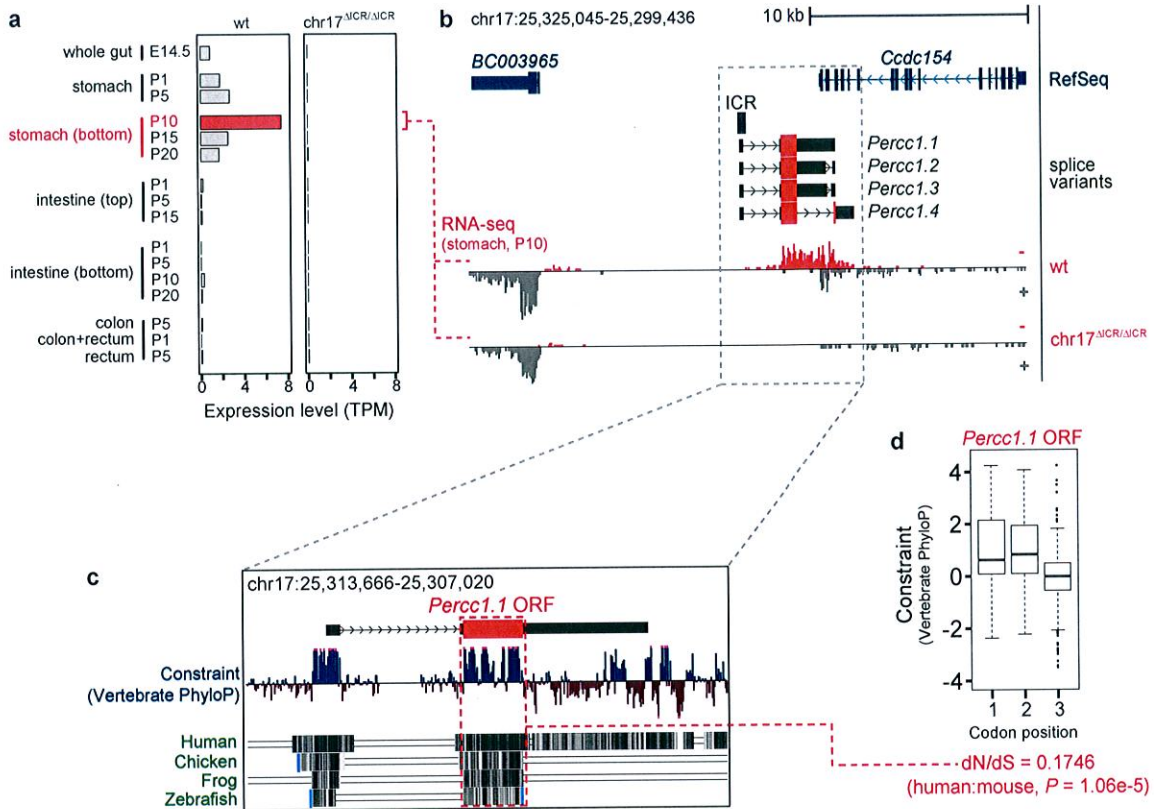 a
wt
chr17ΔICR/ΔICR
whole gut
E14.5
stomach
P1
P5
stomach (bottom)
P10
P15
P20
intestine (top)
P1
P5
P15
intestine (bottom)
P1
P5
P10
P20
colon
P5
colon+rectum
P1
rectum
P5
0 4 8
0 4 8
Expression level (TPM)
b
chr17:25,325,045-25,299,436
10 kb
BC003965
Ccdc154
RefSeq
ICR
Percc1.1
Percc1.2
Percc1.3
Percc1.4
splice
variants
RNA-seq
(stomach, P10)
-
wt
+
-
chr17ΔICR/ΔICR
+
c
chr17:25,313,666-25,307,020
Percc1.1 ORF
Constraint
(Vertebrate PhyloP)
Human
Chicken
Frog
Zebrafish
d
Percc1.1 ORF
Constraint
(Vertebrate PhyloP)
4
2
0
-2
-4
1 2 3
Codon position
dN/dS = 0.1746
(human:mouse, P = 1.06e-5)